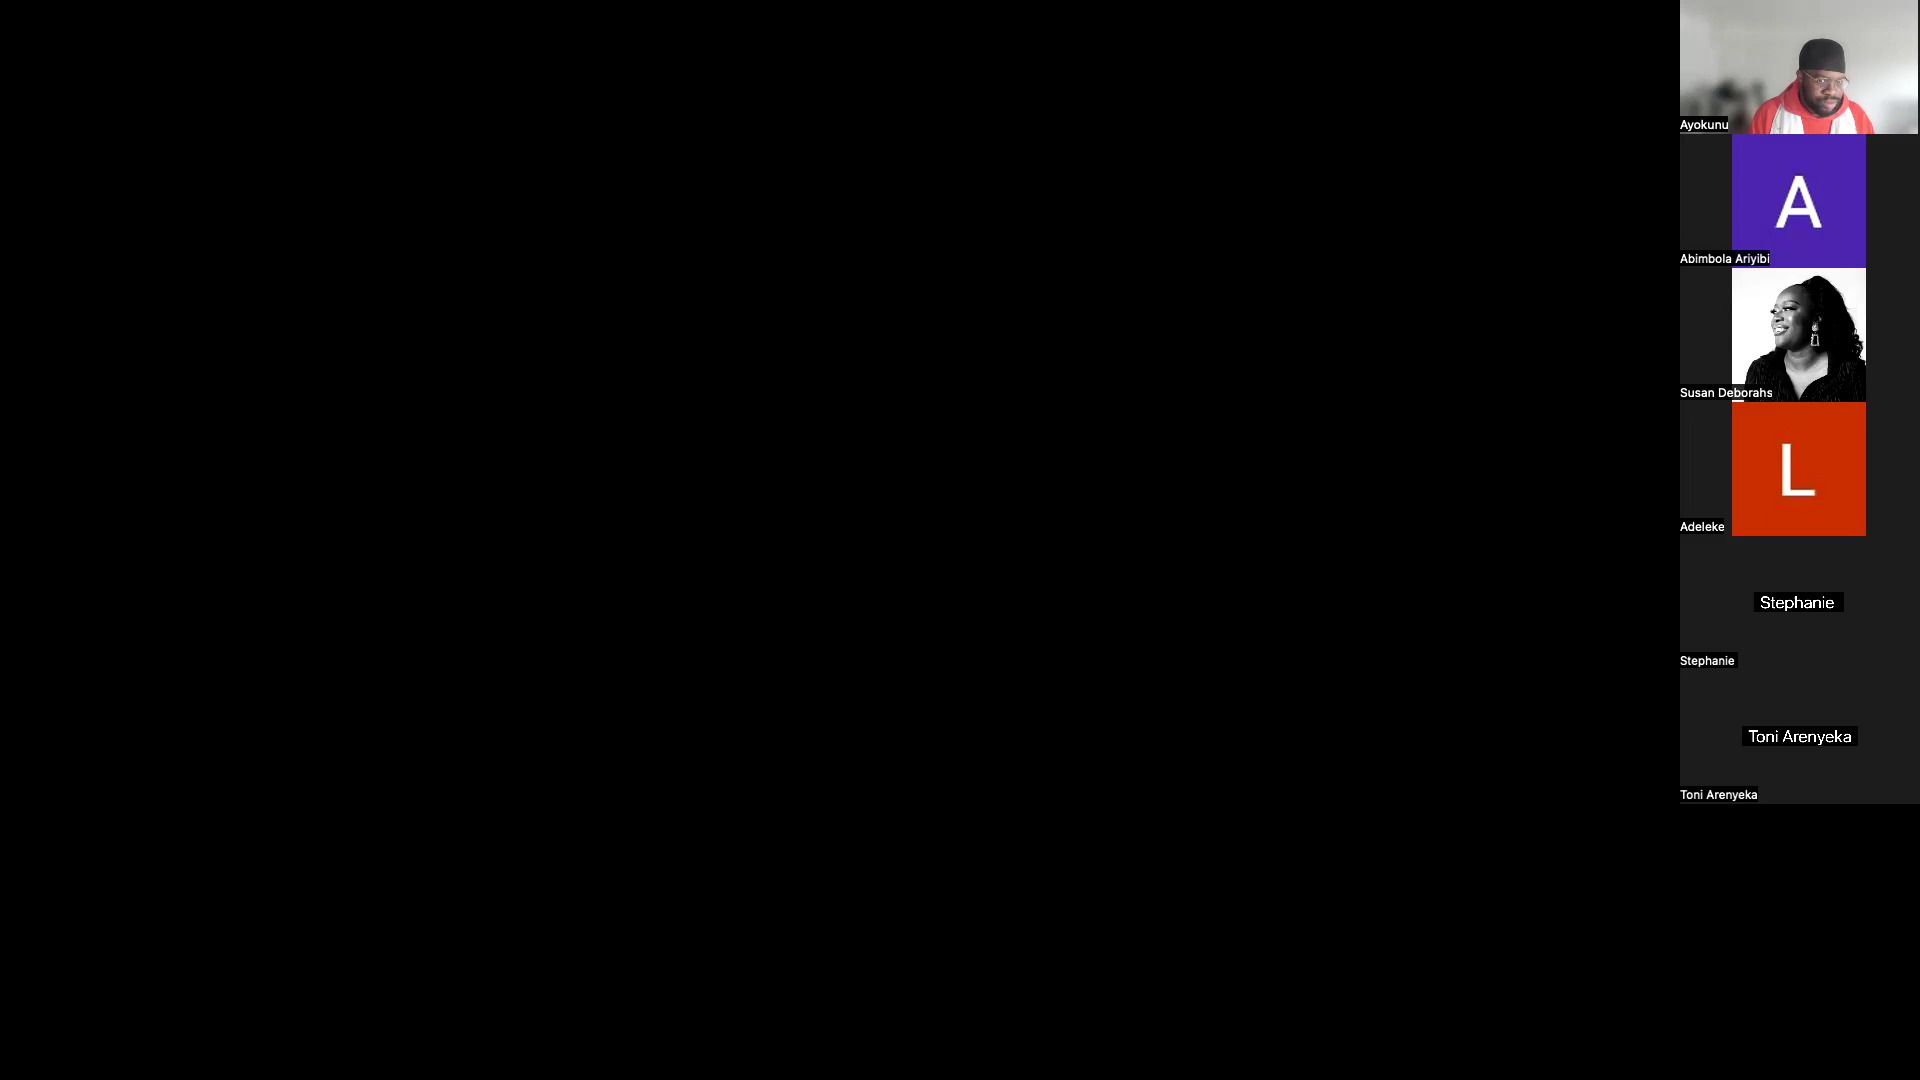 Ayokunu
A
Abimbola Ariyibi
Susan Deborahs
L
Adeleke
Stephanie
Stephanie
Toni Arenyeka
Toni Arenyeka